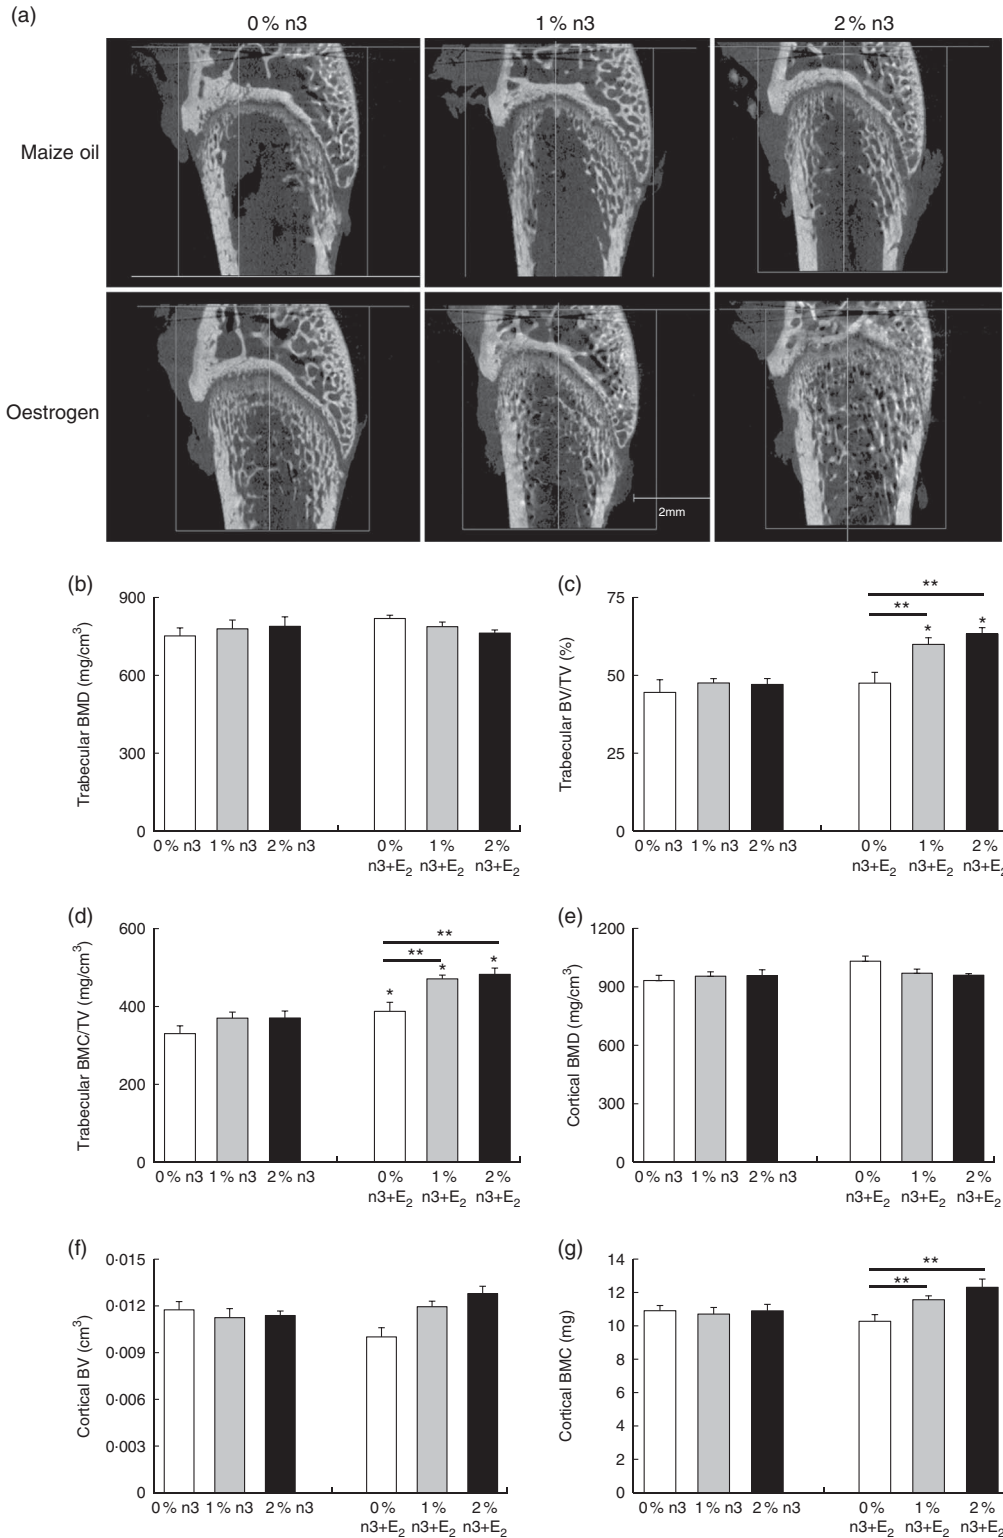 (a)
0 % n3 1 % n3 2 % n3
Maize oil
Oestrogen
2mm
(b)
Trabecular BMD (mg/cm³)
900
600
300
0
0 % n3 1 % n3 2 % n3 0 % 1 % 2 %
n3+E₂ n3+E₂ n3+E₂
(c)
Trabecular BV/TV (%)
75
50
25
0
**
**
*
*
0 % n3 1 % n3 2 % n3 0 % 1 % 2 %
n3+E₂ n3+E₂ n3+E₂
(d)
Trabecular BMC/TV (mg/cm³)
600
400
200
0
**
**
*
*
*
0 % n3 1 % n3 2 % n3 0 % 1 % 2 %
n3+E₂ n3+E₂ n3+E₂
(e)
Cortical BMD (mg/cm³)
1200
900
600
300
0
0 % n3 1 % n3 2 % n3 0 % 1 % 2 %
n3+E₂ n3+E₂ n3+E₂
(f)
Cortical BV (cm³)
0·015
0·012
0·009
0·006
0·003
0
0 % n3 1 % n3 2 % n3 0 % 1 % 2 %
n3+E₂ n3+E₂ n3+E₂
(g)
Cortical BMC (mg)
14
12
10
8
6
4
2
0
**
**
0 % n3 1 % n3 2 % n3 0 % 1 % 2 %
n3+E₂ n3+E₂ n3+E₂